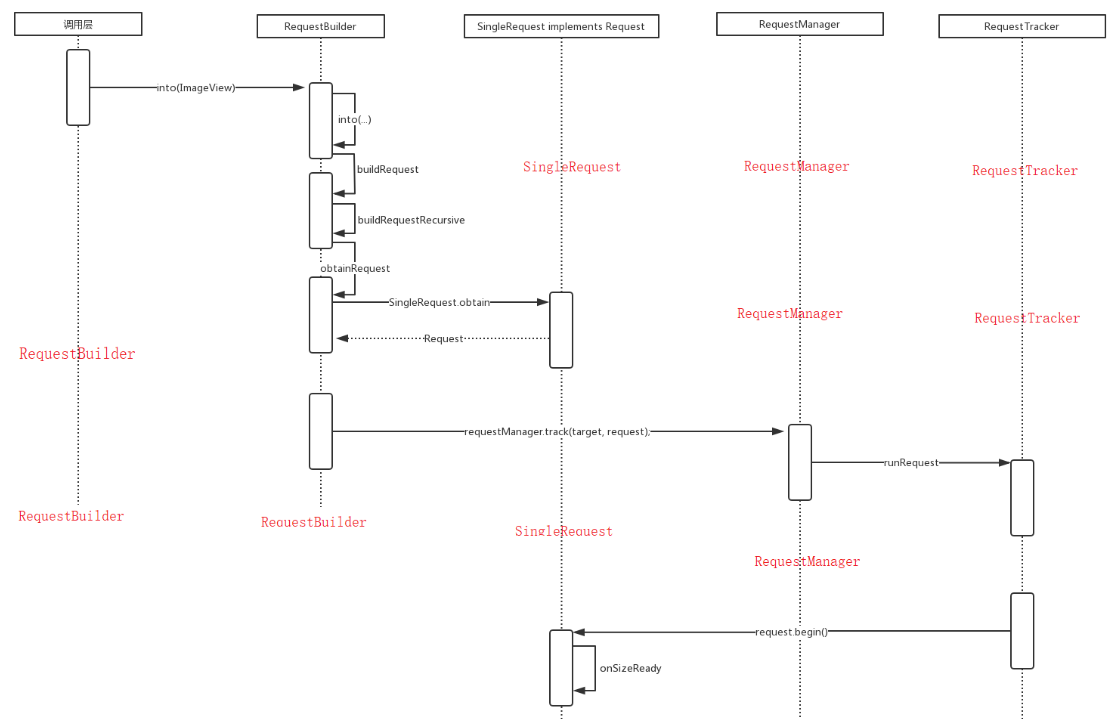 调用层
RequestBuilder
SingleRequest implements Request
RequestManager
RequestTracker
into(ImageView)
into(...)
SingleRequest
RequestManager
RequestTracker
buildRequest
buildRequestRecursive
obtainRequest
SingleRequest.obtain
RequestManager
RequestTracker
Request
RequestBuilder
requestManager.track(target, request);
runRequest
RequestBuilder
RequestBuilder
SingleRequest
RequestManager
request.begin()
onSizeReady